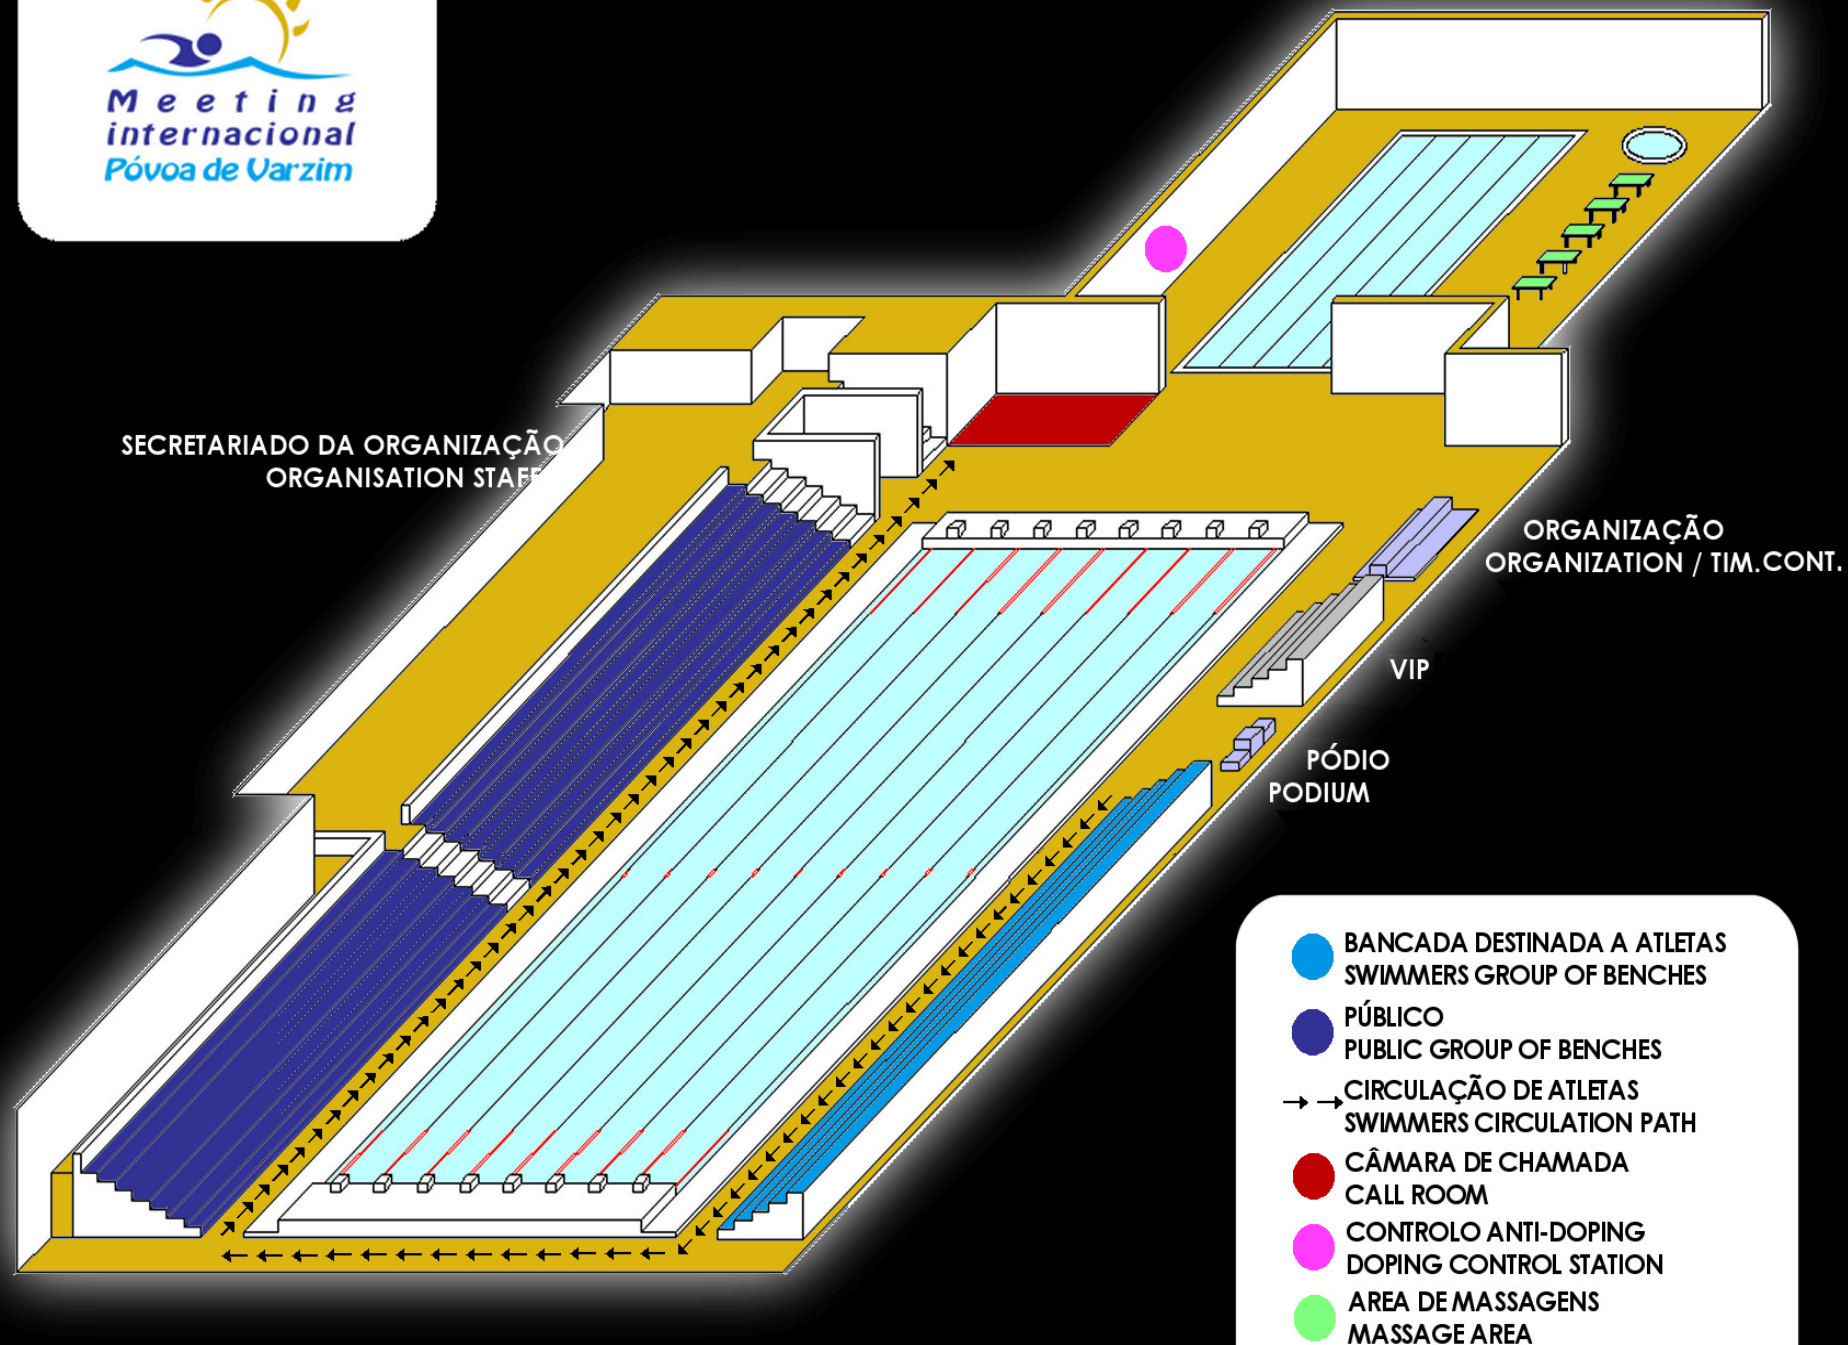 Meeting
internacional
Póvoa de Varzim
SECRETARIADO DA ORGANIZAÇÃO
ORGANISATION STAFF
ORGANIZAÇÃO
ORGANIZATION / TIM.CONT.
VIP
PÓDIO
PODIUM
BANCADA DESTINADA A ATLETAS
SWIMMERS GROUP OF BENCHES
PÚBLICO
PUBLIC GROUP OF BENCHES
CIRCULAÇÃO DE ATLETAS
SWIMMERS CIRCULATION PATH
CÂMARA DE CHAMADA
CALL ROOM
CONTROLO ANTI-DOPING
DOPING CONTROL STATION
AREA DE MASSAGENS
MASSAGE AREA